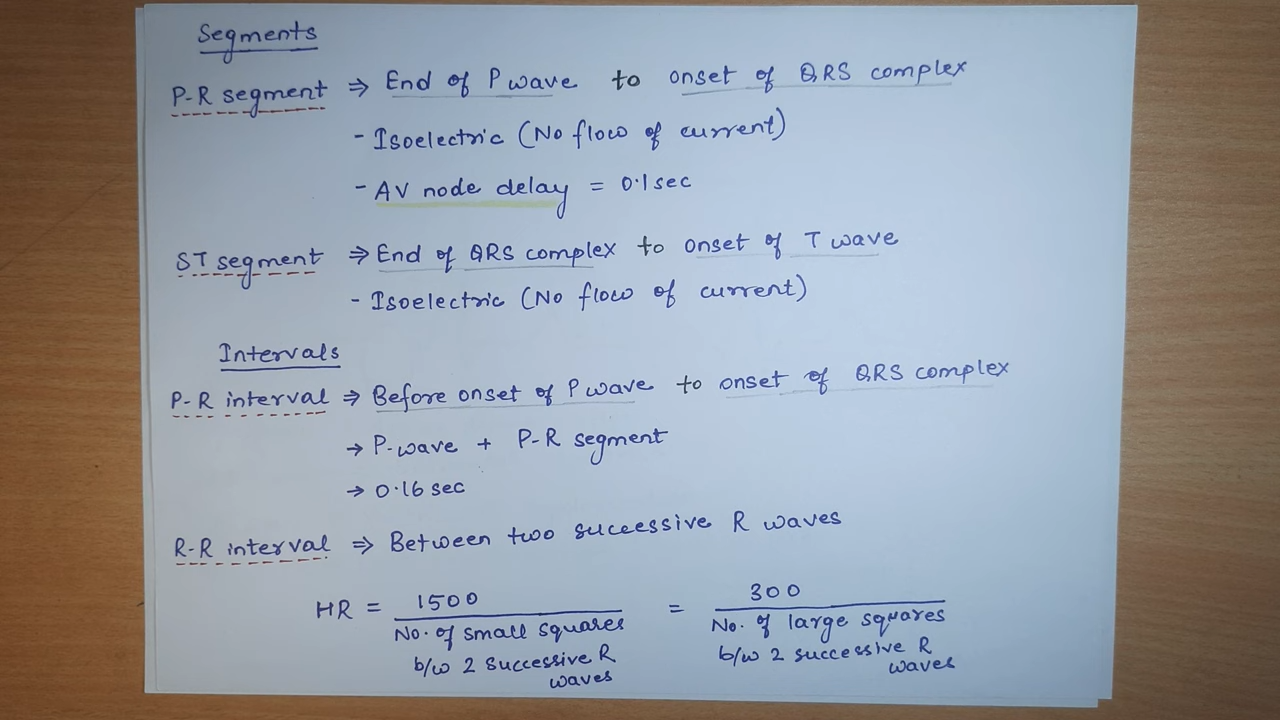 Segments
P-R segment ⇒ End of P wave to onset of QRS complex
- Isoelectric (No flow of current)
- AV node delay = 0.1 sec
ST segment ⇒ End of QRS complex to onset of T wave
- Isoelectric (No flow of current)
Intervals
P-R interval ⇒ Before onset of P wave to onset of QRS complex
→ P-wave + P-R segment
→ 0.16 sec
R-R interval ⇒ Between two successive R waves
HR = 1500 = 300
No. of small squares No. of large squares
b/w 2 successive R b/w 2 successive R
waves waves